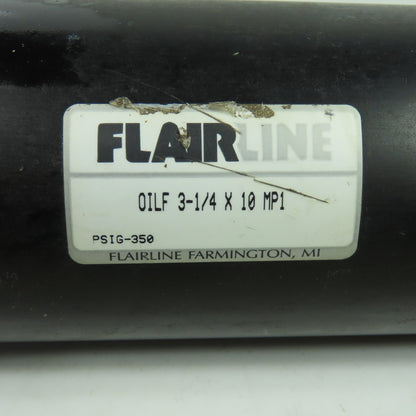 FLAIRLINE
OILF 3-1/4 X 10 MP1
PSIG-350
FLAIRLINE FARMINGTON, MI